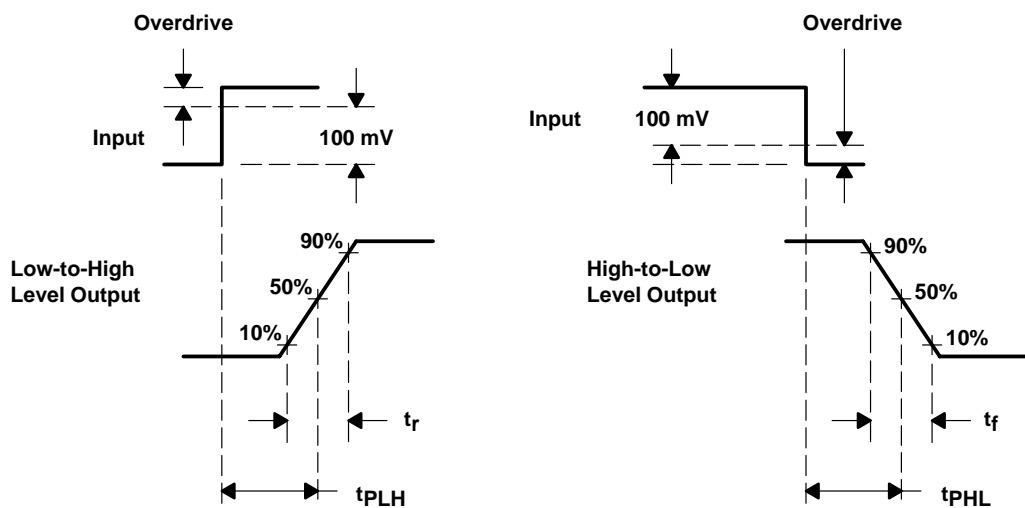 Overdrive
Input
100 mV
Low-to-High
Level Output
90%
50%
10%
tr
tPLH
Overdrive
Input
100 mV
High-to-Low
Level Output
90%
50%
10%
tf
tPHL